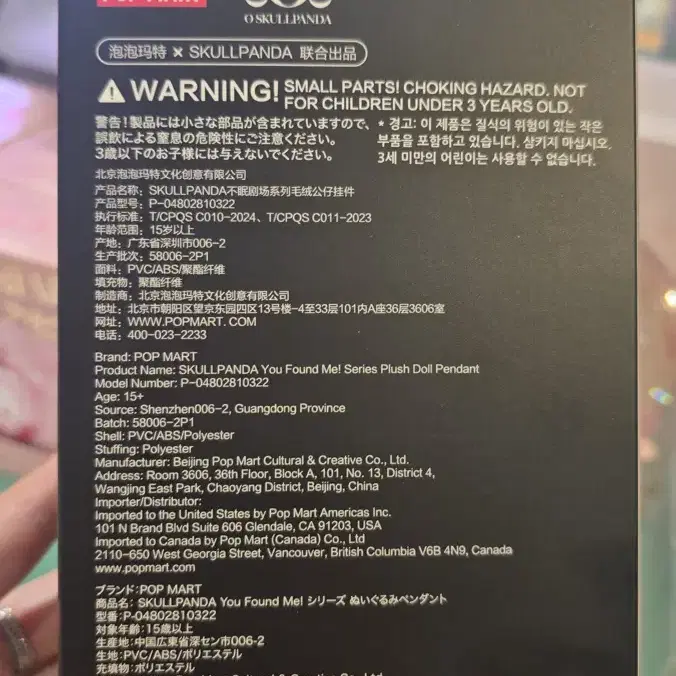 POP MART
O SKULLPANDA
泡泡玛特 × SKULLPANDA 联合出品
WARNING! SMALL PARTS! CHOKING HAZARD. NOT
FOR CHILDREN UNDER 3 YEARS OLD.
警告!製品には小さな部品が含まれていますので、
誤飲による窒息の危険性にご注意ください。
3歳以下のお子様には与えないでください。
* 경고: 이 제품은 질식의 위험이 있는 작은
부품을 포함하고 있습니다. 삼키지 마십시오.
3세 미만의 어린이는 사용할 수 없습니다.
北京泡泡玛特文化创意有限公司
产品名称：SKULLPANDA不眠剧场系列毛绒公仔挂件
产品型号：P-04802810322
执行标准：T/CPQS C010-2024、T/CPQS C011-2023
年龄范围：15岁以上
产地：广东省深圳市006-2
生产批次：58006-2P1
面料：PVC/ABS/聚酯纤维
填充物：聚酯纤维
制造商：北京泡泡玛特文化创意有限公司
地址：北京市朝阳区望京东园四区13号楼-4至33层101内A座36层3606室
网址：WWW.POPMART.COM
电话：400-023-2233
Brand: POP MART
Product Name: SKULLPANDA You Found Me! Series Plush Doll Pendant
Model Number: P-04802810322
Age: 15+
Source: Shenzhen006-2, Guangdong Province
Batch: 58006-2P1
Shell: PVC/ABS/Polyester
Stuffing: Polyester
Manufacturer: Beijing Pop Mart Cultural & Creative Co., Ltd.
Address: Room 3606, 36th Floor, Block A, 101, No. 13, District 4,
Wangjing East Park, Chaoyang District, Beijing, China
Importer/Distributor:
Imported to the United States by Pop Mart Americas Inc.
101 N Brand Blvd Suite 606 Glendale, CA 91203, USA
Imported to Canada by Pop Mart (Canada) Co., Ltd
2110-650 West Georgia Street, Vancouver, British Columbia V6B 4N9, Canada
www.popmart.com
ブランド: POP MART
商品名: SKULLPANDA You Found Me! シリーズ ぬいぐるみペンダント
型番: P-04802810322
対象年齢: 15歳以上
生産地: 中国広東省深セン市006-2
生地: PVC/ABS/ポリエステル
充填物: ポリエステル